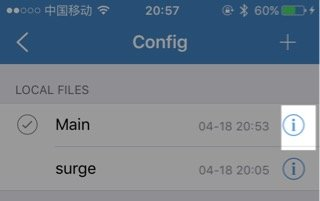 中国移动 20:57 60%
Config
LOCAL FILES
Main 04-18 20:53
surge 04-18 20:05